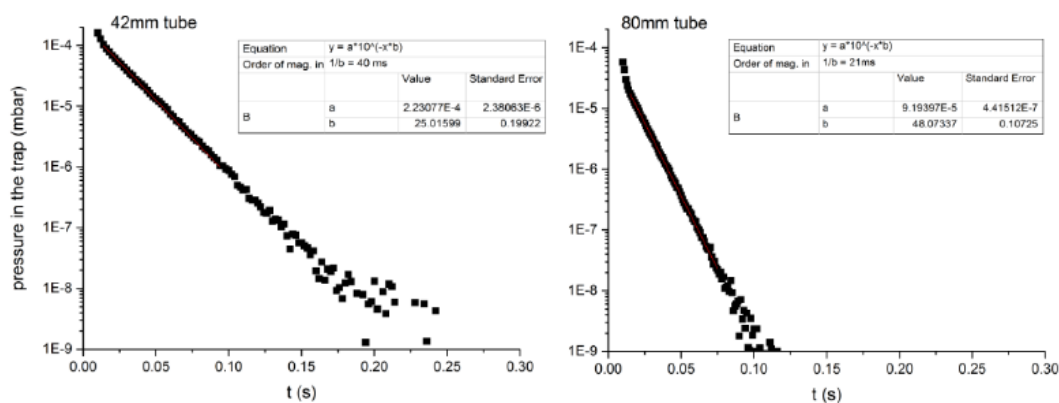 42mm tube
Equation y = a*10^(-x*b)
Order of mag. in 1/b = 40 ms
Value Standard Error
B a 2.23077E-4 2.38063E-6
b 25.01599 0.19922
1E-4
1E-5
1E-6
1E-7
1E-8
1E-9
pressure in the trap (mbar)
0.00 0.05 0.10 0.15 0.20 0.25 0.30
t (s)
80mm tube
Equation y = a*10^(-x*b)
Order of mag. in 1/b = 21ms
Value Standard Error
B a 9.19397E-5 4.41512E-7
b 48.07337 0.10725
1E-4
1E-5
1E-6
1E-7
1E-8
1E-9
0.00 0.05 0.10 0.15 0.20 0.25 0.30
t (s)